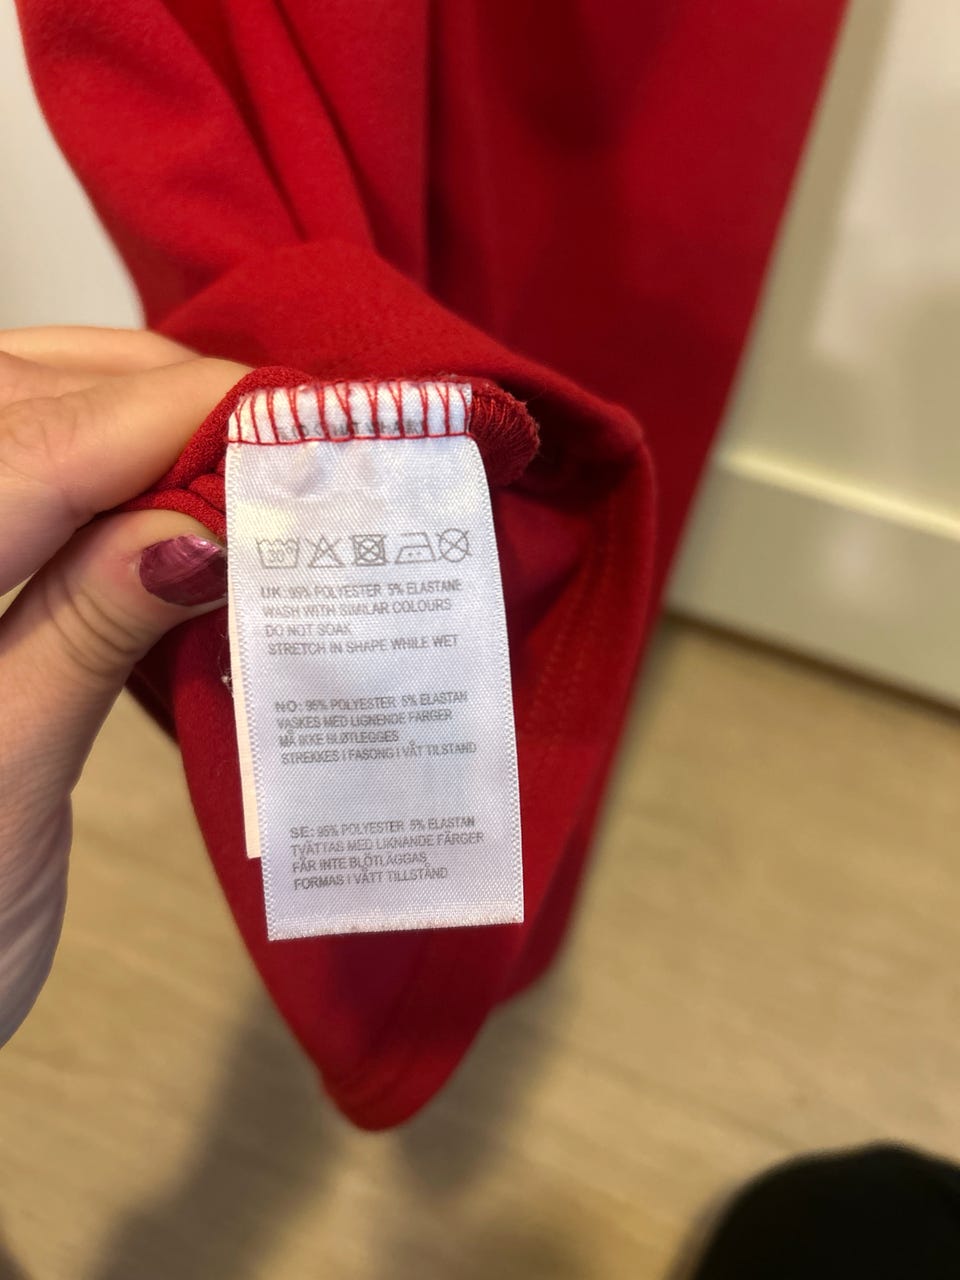 30°
UK: 95% POLYESTER 5% ELASTANE
WASH WITH SIMILAR COLOURS
DO NOT SOAK
STRETCH IN SHAPE WHILE WET
NO: 95% POLYESTER 5% ELASTAN
VASKES MED LIGNENDE FARGER
MÅ IKKE BLØTLEGGES
STREKKES I FASONG I VÅT TILSTAND
SE: 95% POLYESTER 5% ELASTAN
TVÄTTAS MED LIKNANDE FÄRGER
FÅR INTE BLÖTLÄGGAS
FORMAS I VÅTT TILLSTÅND